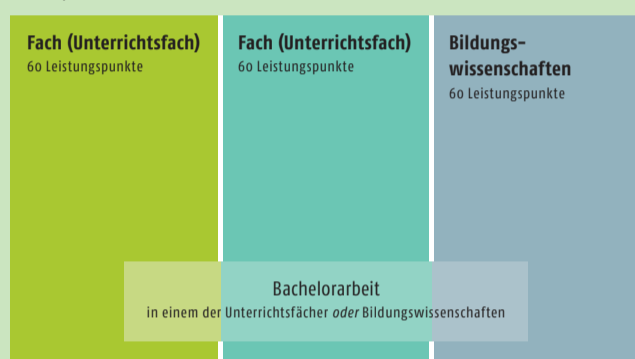 Fach (Unterrichtsfach)
60 Leistungspunkte
Fach (Unterrichtsfach)
60 Leistungspunkte
Bildungs-
wissenschaften
60 Leistungspunkte
Bachelorarbeit
in einem der Unterrichtsfächer oder Bildungswissenschaften